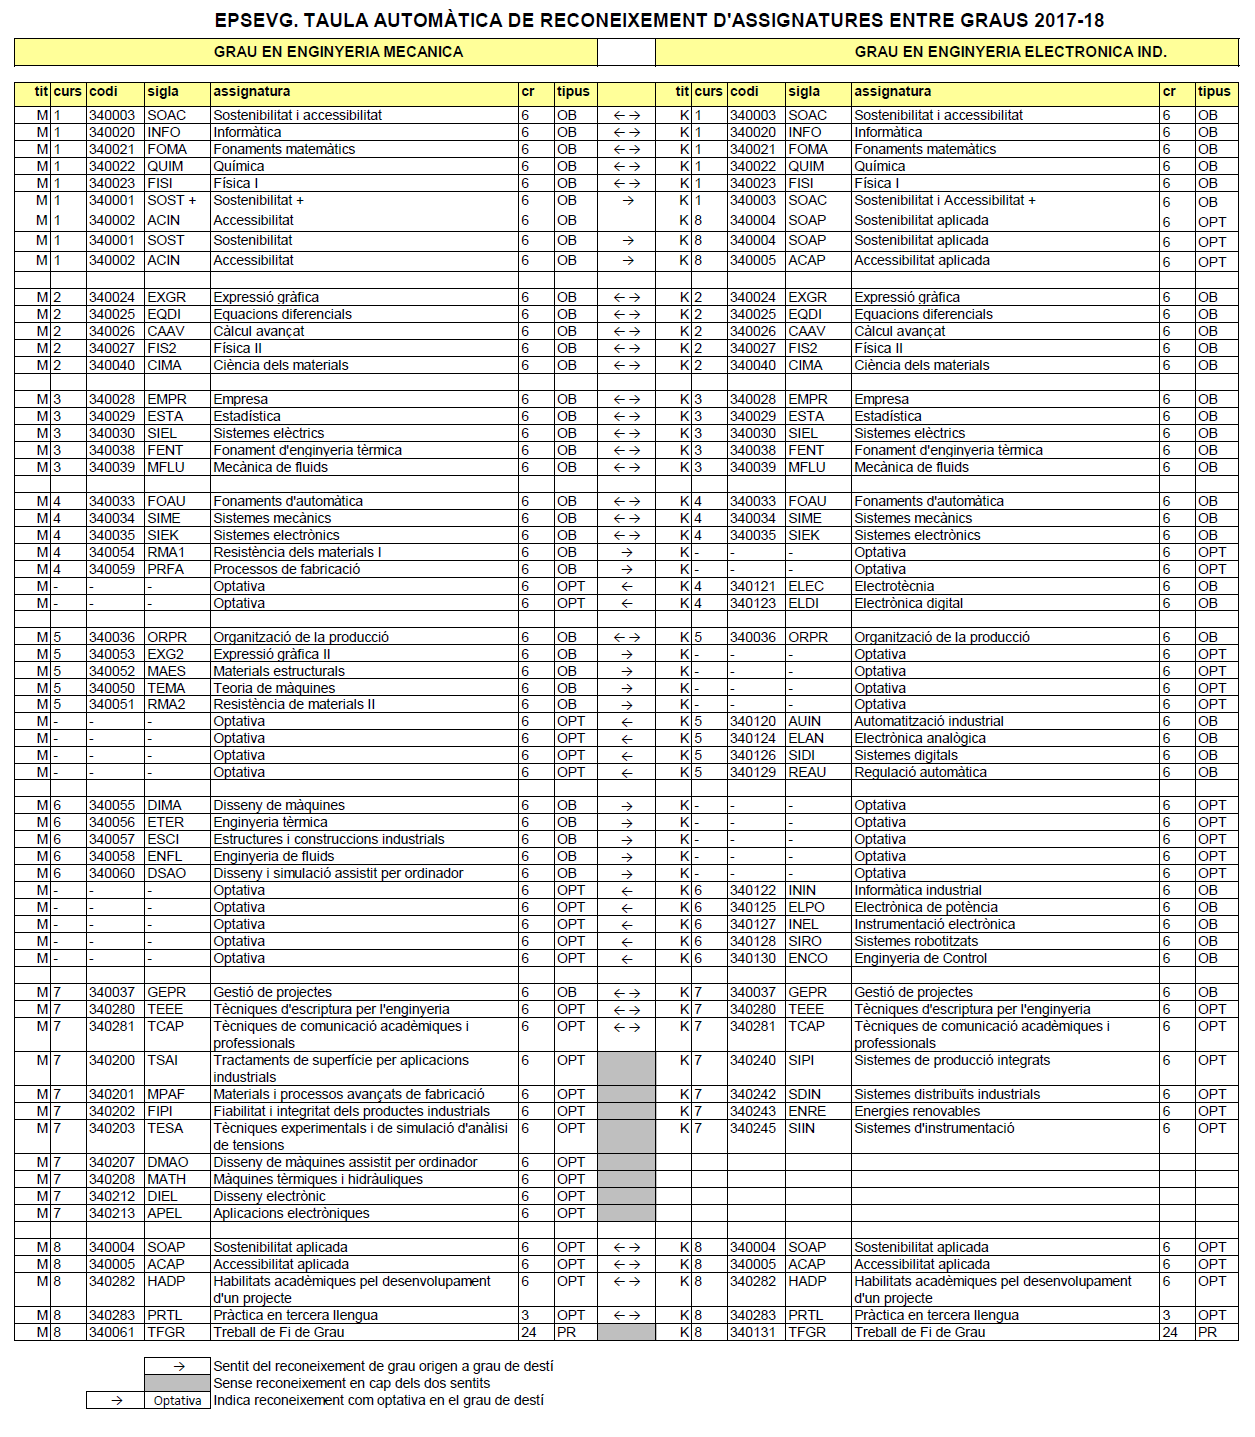 EPSEVG. TAULA AUTOMÀTICA DE RECONEIXEMENT D'ASSIGNATURES ENTRE GRAUS 2017-18
GRAU EN ENGINYERIA MECANICA GRAU EN ENGINYERIA ELECTRONICA IND.
tit curs codi sigla assignatura cr tipus tit curs codi sigla assignatura cr tipus
M 1 340003 SOAC Sostenibilitat i accessibilitat 6 OB ←→ K 1 340003 SOAC Sostenibilitat i accessibilitat 6 OB
M 1 340020 INFO Informàtica 6 OB ←→ K 1 340020 INFO Informàtica 6 OB
M 1 340021 FOMA Fonaments matemàtics 6 OB ←→ K 1 340021 FOMA Fonaments matemàtics 6 OB
M 1 340022 QUIM Química 6 OB ←→ K 1 340022 QUIM Química 6 OB
M 1 340023 FISI Física I 6 OB ←→ K 1 340023 FISI Física I 6 OB
M 1 340001 SOST + Sostenibilitat + 6 OB → K 1 340003 SOAC Sostenibilitat i Accessibilitat + 6 OB
M 1 340002 ACIN Accessibilitat 6 OB K 8 340004 SOAP Sostenibilitat aplicada 6 OPT
M 1 340001 SOST Sostenibilitat 6 OB → K 8 340004 SOAP Sostenibilitat aplicada 6 OPT
M 1 340002 ACIN Accessibilitat 6 OB → K 8 340005 ACAP Accessibilitat aplicada 6 OPT
M 2 340024 EXGR Expressió gràfica 6 OB ←→ K 2 340024 EXGR Expressió gràfica 6 OB
M 2 340025 EQDI Equacions diferencials 6 OB ←→ K 2 340025 EQDI Equacions diferencials 6 OB
M 2 340026 CAAV Càlcul avançat 6 OB ←→ K 2 340026 CAAV Càlcul avançat 6 OB
M 2 340027 FIS2 Física II 6 OB ←→ K 2 340027 FIS2 Física II 6 OB
M 2 340040 CIMA Ciència dels materials 6 OB ←→ K 2 340040 CIMA Ciència dels materials 6 OB
M 3 340028 EMPR Empresa 6 OB ←→ K 3 340028 EMPR Empresa 6 OB
M 3 340029 ESTA Estadística 6 OB ←→ K 3 340029 ESTA Estadística 6 OB
M 3 340030 SIEL Sistemes elèctrics 6 OB ←→ K 3 340030 SIEL Sistemes elèctrics 6 OB
M 3 340038 FENT Fonament d'enginyeria tèrmica 6 OB ←→ K 3 340038 FENT Fonament d'enginyeria tèrmica 6 OB
M 3 340039 MFLU Mecànica de fluids 6 OB ←→ K 3 340039 MFLU Mecànica de fluids 6 OB
M 4 340033 FOAU Fonaments d'automàtica 6 OB ←→ K 4 340033 FOAU Fonaments d'automàtica 6 OB
M 4 340034 SIME Sistemes mecànics 6 OB ←→ K 4 340034 SIME Sistemes mecànics 6 OB
M 4 340035 SIEK Sistemes electrònics 6 OB ←→ K 4 340035 SIEK Sistemes electrònics 6 OB
M 4 340054 RMA1 Resistència dels materials I 6 OB → K - - - Optativa 6 OPT
M 4 340059 PRFA Processos de fabricació 6 OB → K - - - Optativa 6 OPT
M - - - Optativa 6 OPT ← K 4 340121 ELEC Electrotècnia 6 OB
M - - - Optativa 6 OPT ← K 4 340123 ELDI Electrònica digital 6 OB
M 5 340036 ORPR Organització de la producció 6 OB ←→ K 5 340036 ORPR Organització de la producció 6 OB
M 5 340053 EXG2 Expressió gràfica II 6 OB → K - - - Optativa 6 OPT
M 5 340052 MAES Materials estructurals 6 OB → K - - - Optativa 6 OPT
M 5 340050 TEMA Teoria de màquines 6 OB → K - - - Optativa 6 OPT
M 5 340051 RMA2 Resistència de materials II 6 OB → K - - - Optativa 6 OPT
M - - - Optativa 6 OPT ← K 5 340120 AUIN Automatització industrial 6 OB
M - - - Optativa 6 OPT ← K 5 340124 ELAN Electrònica analògica 6 OB
M - - - Optativa 6 OPT ← K 5 340126 SIDI Sistemes digitals 6 OB
M - - - Optativa 6 OPT ← K 5 340129 REAU Regulació automàtica 6 OB
M 6 340055 DIMA Disseny de màquines 6 OB → K - - - Optativa 6 OPT
M 6 340056 ETER Enginyeria tèrmica 6 OB → K - - - Optativa 6 OPT
M 6 340057 ESCI Estructures i construccions industrials 6 OB → K - - - Optativa 6 OPT
M 6 340058 ENFL Enginyeria de fluids 6 OB → K - - - Optativa 6 OPT
M 6 340060 DSAO Disseny i simulació assistit per ordinador 6 OB → K - - - Optativa 6 OPT
M - - - Optativa 6 OPT ← K 6 340122 ININ Informàtica industrial 6 OB
M - - - Optativa 6 OPT ← K 6 340125 ELPO Electrònica de potència 6 OB
M - - - Optativa 6 OPT ← K 6 340127 INEL Instrumentació electrònica 6 OB
M - - - Optativa 6 OPT ← K 6 340128 SIRO Sistemes robotitzats 6 OB
M - - - Optativa 6 OPT ← K 6 340130 ENCO Enginyeria de Control 6 OB
M 7 340037 GEPR Gestió de projectes 6 OB ←→ K 7 340037 GEPR Gestió de projectes 6 OB
M 7 340280 TEEE Tècniques d'escriptura per l'enginyeria 6 OPT ←→ K 7 340280 TEEE Tècniques d'escriptura per l'enginyeria 6 OPT
M 7 340281 TCAP Tècniques de comunicació acadèmiques i 6 OPT ←→ K 7 340281 TCAP Tècniques de comunicació acadèmiques i 6 OPT
professionals professionals
M 7 340200 TSAI Tractaments de superfície per aplicacions 6 OPT K 7 340240 SIPI Sistemes de producció integrats 6 OPT
industrials
M 7 340201 MPAF Materials i processos avançats de fabricació 6 OPT K 7 340242 SDIN Sistemes distribuïts industrials 6 OPT
M 7 340202 FIPI Fiabilitat i integritat dels productes industrials 6 OPT K 7 340243 ENRE Energies renovables 6 OPT
M 7 340203 TESA Tècniques experimentals i de simulació d'anàlisi 6 OPT K 7 340245 SIIN Sistemes d'instrumentació 6 OPT
de tensions
M 7 340207 DMAO Disseny de màquines assistit per ordinador 6 OPT
M 7 340208 MATH Màquines tèrmiques i hidràuliques 6 OPT
M 7 340212 DIEL Disseny electrònic 6 OPT
M 7 340213 APEL Aplicacions electròniques 6 OPT
M 8 340004 SOAP Sostenibilitat aplicada 6 OPT ←→ K 8 340004 SOAP Sostenibilitat aplicada 6 OPT
M 8 340005 ACAP Accessibilitat aplicada 6 OPT ←→ K 8 340005 ACAP Accessibilitat aplicada 6 OPT
M 8 340282 HADP Habilitats acadèmiques pel desenvolupament 6 OPT ←→ K 8 340282 HADP Habilitats acadèmiques pel desenvolupament 6 OPT
d'un projecte d'un projecte
M 8 340283 PRTL Pràctica en tercera llengua 3 OPT ←→ K 8 340283 PRTL Pràctica en tercera llengua 3 OPT
M 8 340061 TFGR Treball de Fi de Grau 24 PR K 8 340131 TFGR Treball de Fi de Grau 24 PR
→ Sentit del reconeixement de grau origen a grau de destí
Sense reconeixement en cap dels dos sentits
→ Optativa Indica reconeixement com optativa en el grau de destí